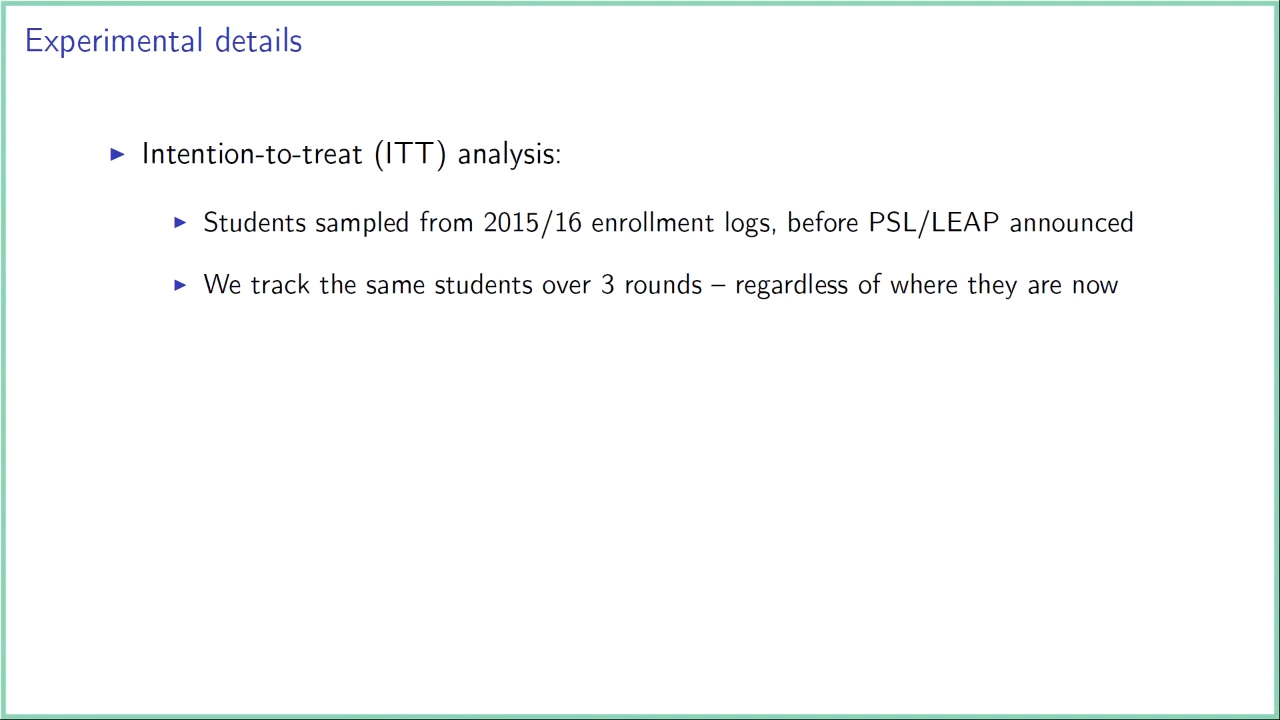 Experimental details
▶ Intention-to-treat (ITT) analysis:
▶ Students sampled from 2015/16 enrollment logs, before PSL/LEAP announced
▶ We track the same students over 3 rounds – regardless of where they are now